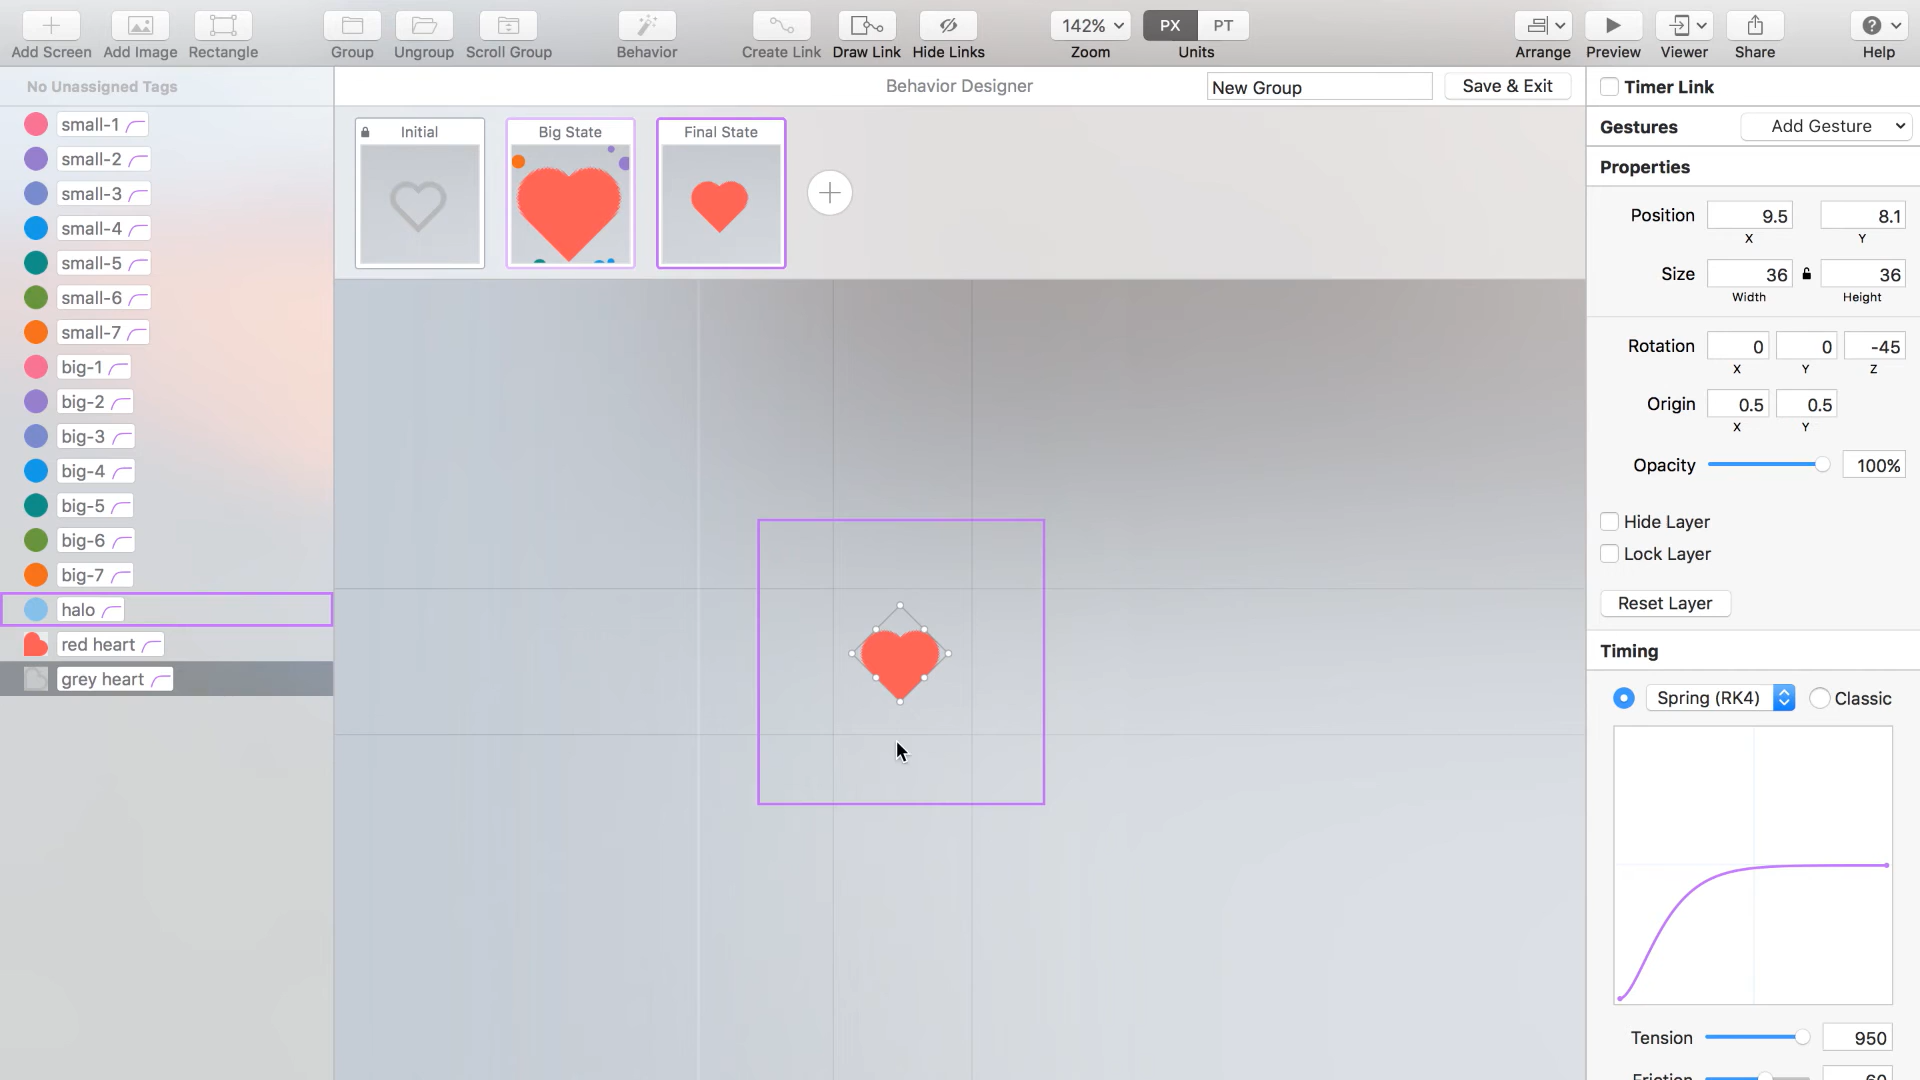 Add Screen
Add Image
Rectangle
Group
Ungroup
Scroll Group
Behavior
Create Link
Draw Link
Hide Links
142%
Zoom
PX
PT
Units
Arrange
Preview
Viewer
Share
Help
No Unassigned Tags
Behavior Designer
New Group
Save & Exit
Timer Link
small-1
small-2
small-3
small-4
small-5
small-6
small-7
big-1
big-2
big-3
big-4
big-5
big-6
big-7
halo
red heart
grey heart
Initial
Big State
Final State
Gestures
Add Gesture
Properties
Position 9.5 8.1
X Y
Size 36 36
Width Height
Rotation 0 0 -45
X Y Z
Origin 0.5 0.5
X Y
Opacity 100%
Hide Layer
Lock Layer
Reset Layer
Timing
Spring (RK4)
Classic
Tension 950
Friction 60